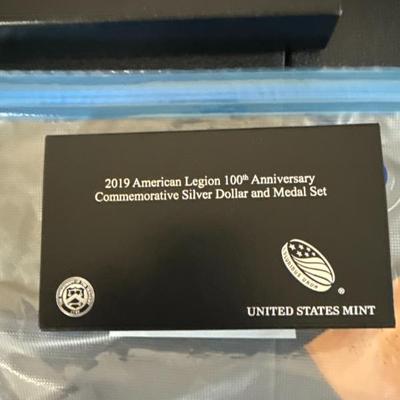 2019 American Legion 100th Anniversary
Commemorative Silver Dollar and Medal Set
®
UNITED STATES MINT